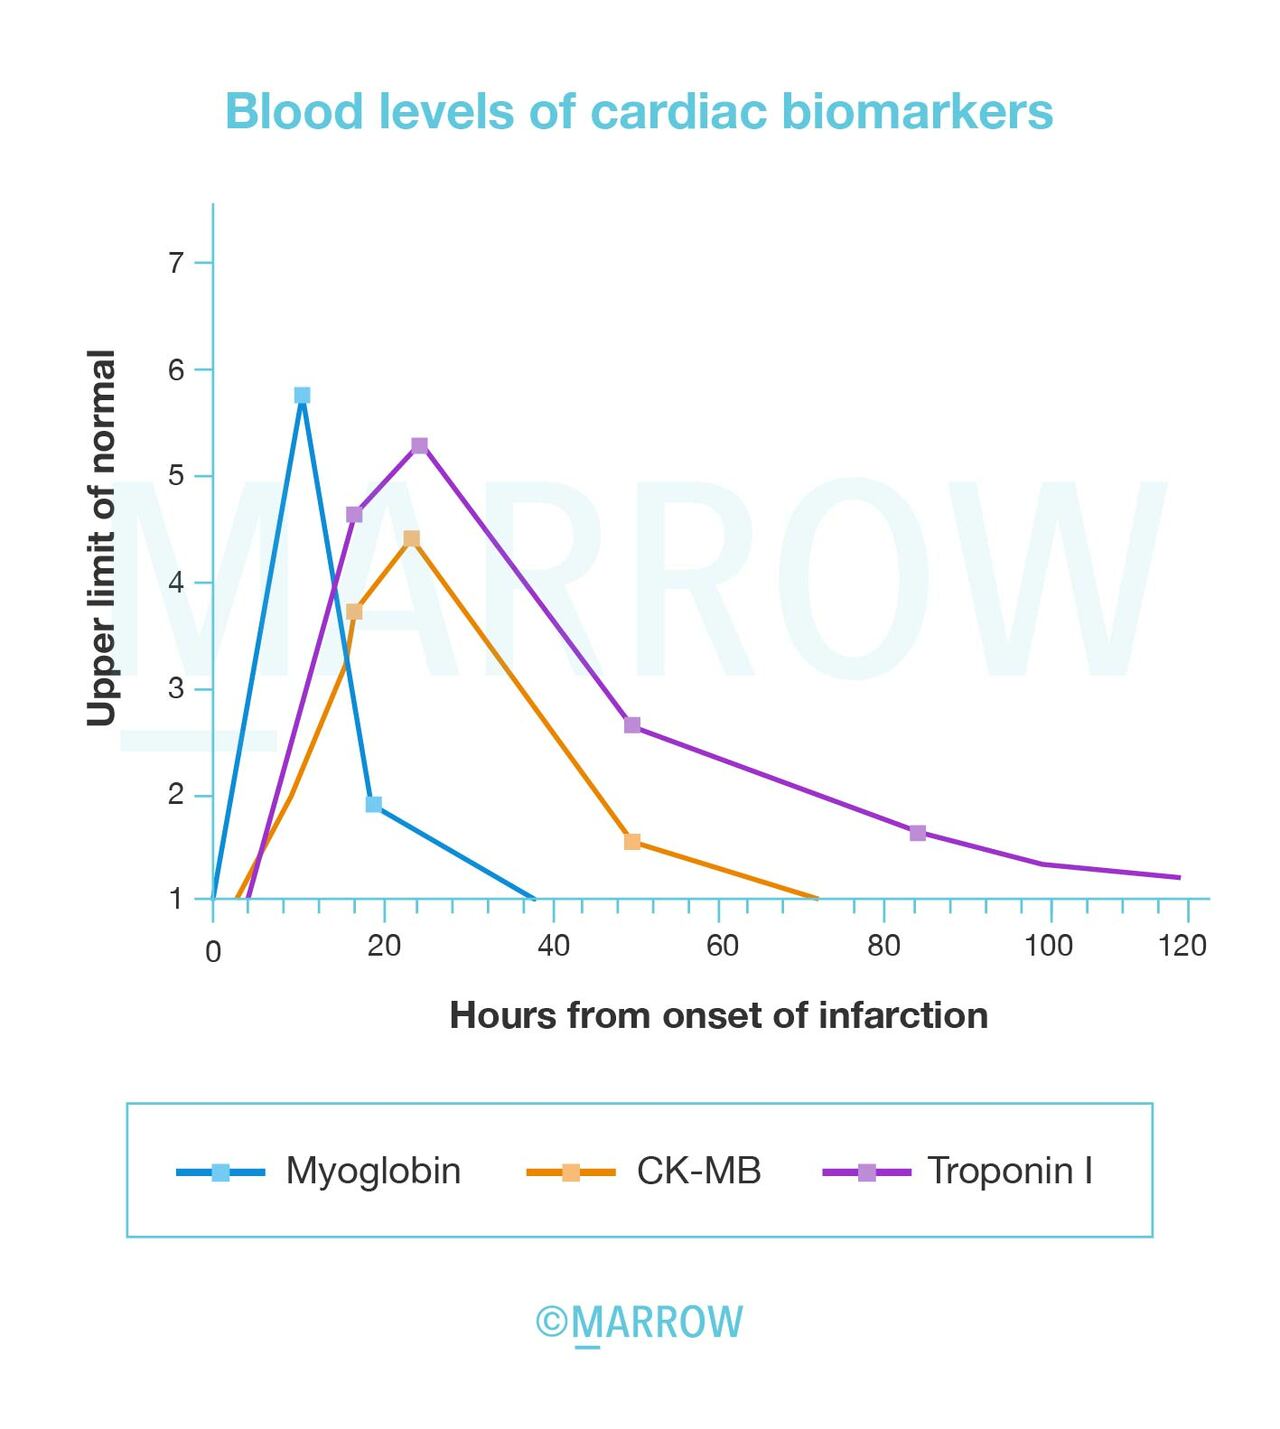 Blood levels of cardiac biomarkers
7
6
5
4
3
2
1
Upper limit of normal
MARROW
0
20
40
60
80
100
120
Hours from onset of infarction
Myoglobin
CK-MB
Troponin I
©MARROW